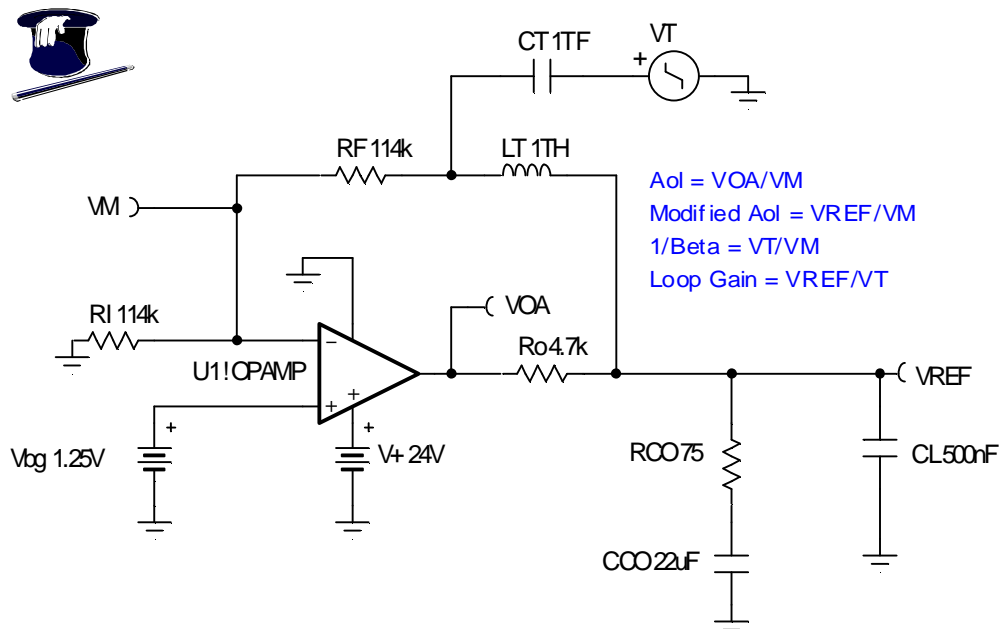 CT 1TF
VT
+
RF 114k
LT 1TH
Aol = VOA/VM
VM
Modified Aol = VREF/VM
1/Beta = VT/VM
Loop Gain = VREF/VT
RI 114k
VOA
Ro 4.7k
U1 !OPAMP
VREF
+
+
Vbg 1.25V
V+ 24V
RCO 75
CL 500nF
CCO 22uF